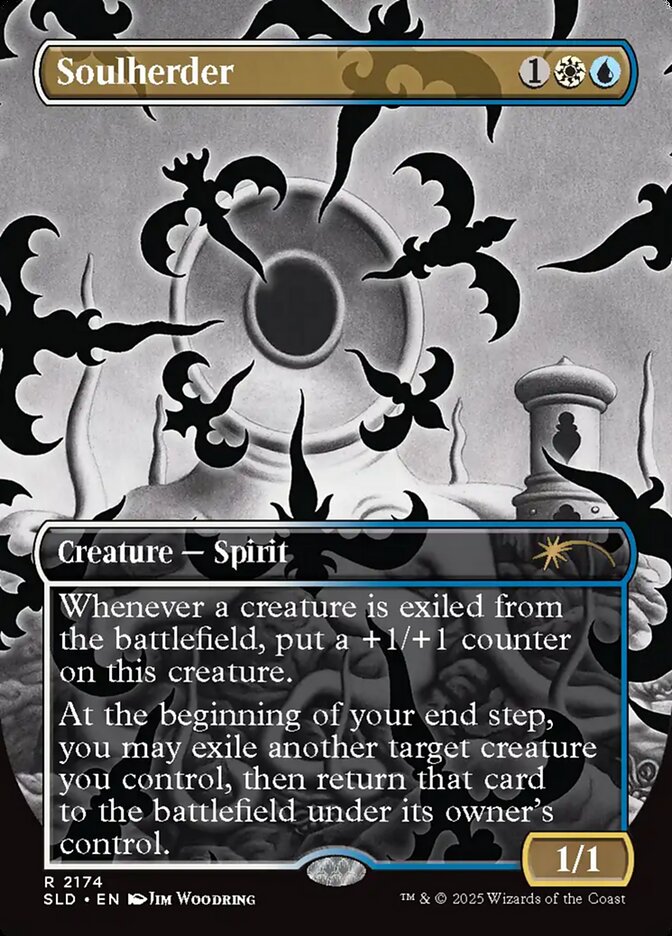 Soulherder 1
Creature — Spirit
Whenever a creature is exiled from
the battlefield, put a +1/+1 counter
on this creature.
At the beginning of your end step,
you may exile another target creature
you control, then return that card
to the battlefield under its owner's
control.
1/1
R 2174
SLD • EN Jim Woodring
™ & © 2025 Wizards of the Coast